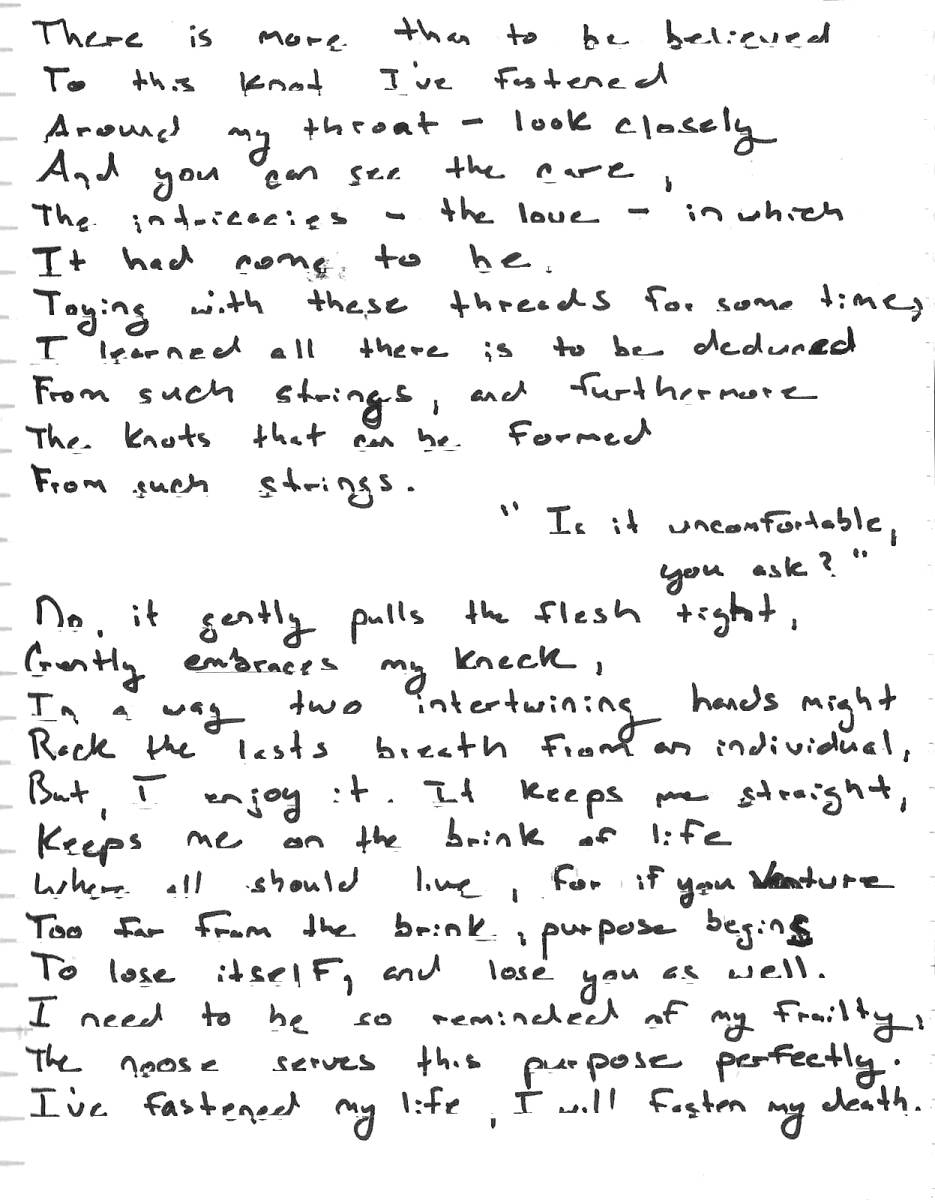 There is more than to be believed
To this knot I've fastened
Around my throat - look closely
And you can see the care,
The intricacies - the love - in which
It had come to be.
Toying with these threads for some time,
I learned all there is to be deduced
From such strings, and furthermore
The knots that can be formed
From such strings.
"Is it uncomfortable,
you ask?"
No, it gently pulls the flesh tight,
Gently embraces my kneck,
In a way two intertwining hands might
Rack the lasts breath from an individual,
But, I enjoy it. It keeps me straight,
Keeps me on the brink of life
Where all should live, for if you venture
Too far from the brink, purpose begins
To lose itself, and lose you as well.
I need to be so reminded of my frailty,
The noose serves this purpose perfectly.
I've fastened my life, I will fasten my death.